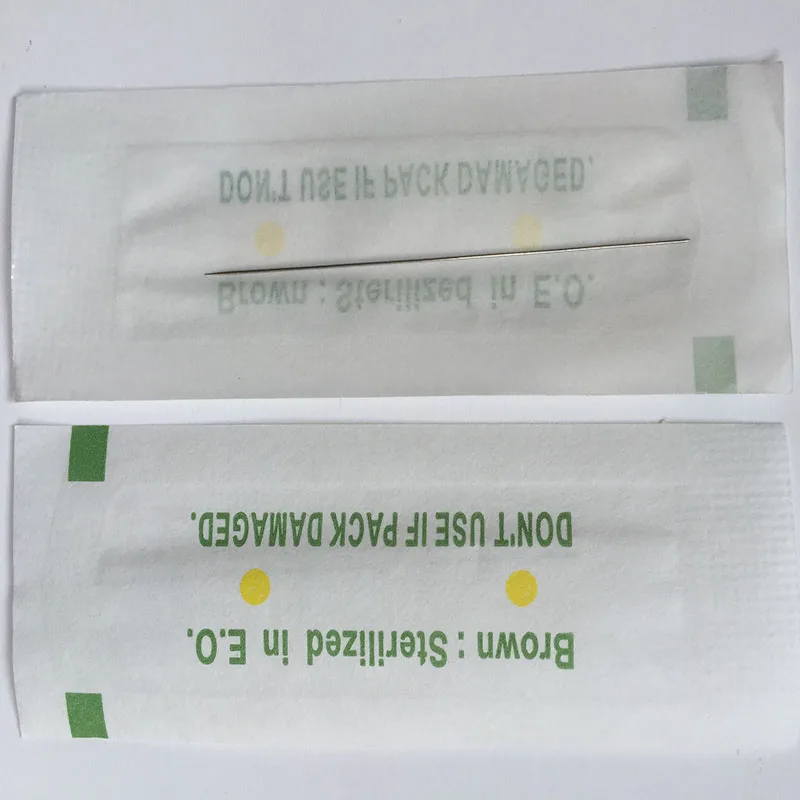 DON'T USE IF PACK DAMAGED.
Brown : Sterilized in E.O.
DON'T USE IF PACK DAMAGED.
Brown : Sterilized in E.O.